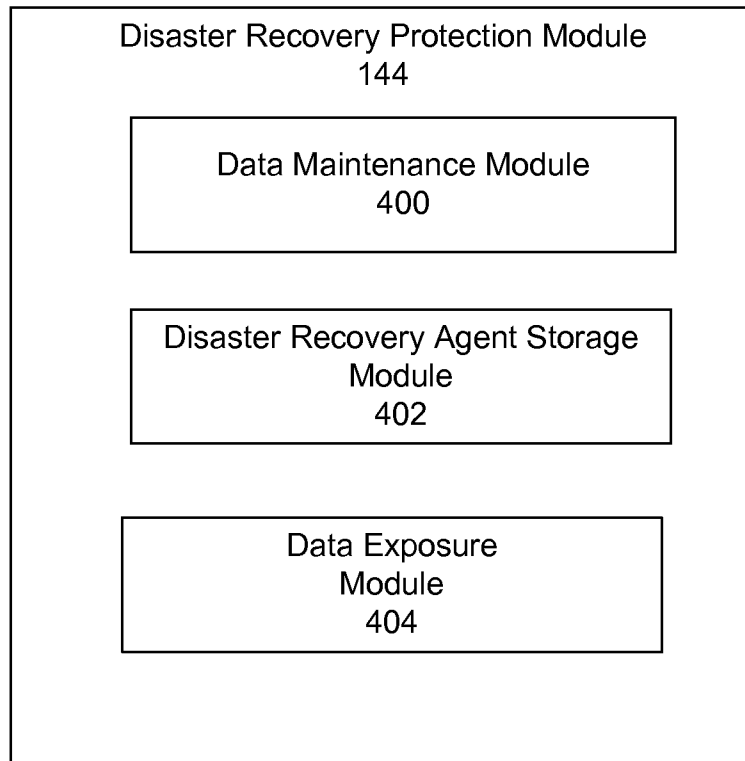 Disaster Recovery Protection Module
144
Data Maintenance Module
400
Disaster Recovery Agent Storage
Module
402
Data Exposure
Module
404